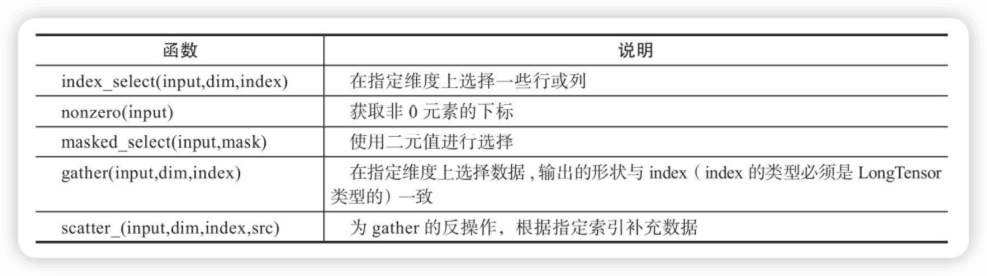 函数 说明
index_select(input,dim,index) 在指定维度上选择一些行或列
nonzero(input) 获取非 0 元素的下标
masked_select(input,mask) 使用二元值进行选择
gather(input,dim,index) 在指定维度上选择数据,输出的形状与 index（index 的类型必须是 LongTensor
类型的）一致
scatter_(input,dim,index,src) 为 gather 的反操作，根据指定索引补充数据